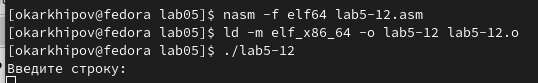 [okarkhipov@fedora lab05]$ nasm -f elf64 lab5-12.asm
[okarkhipov@fedora lab05]$ ld -m elf_x86_64 -o lab5-12 lab5-12.o
[okarkhipov@fedora lab05]$ ./lab5-12
Введите строку: